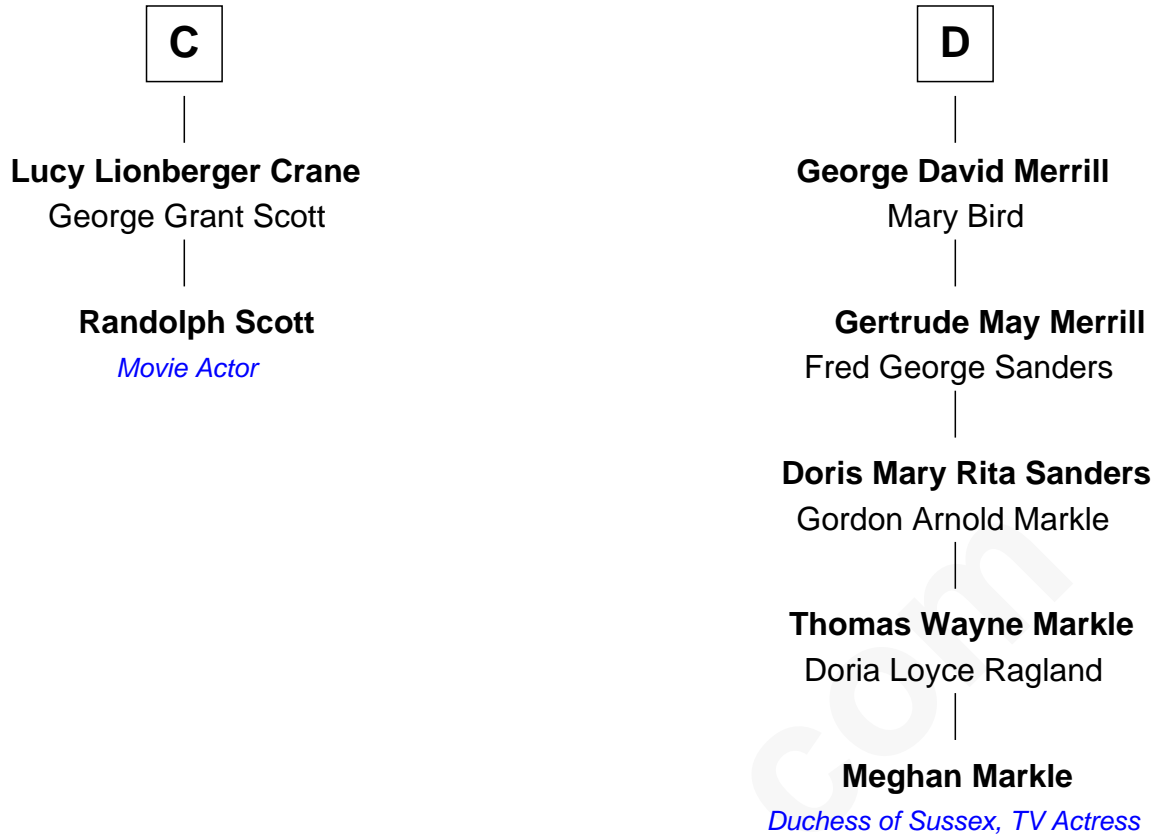 C
Lucy Lionberger Crane
George Grant Scott
Randolph Scott
Movie Actor
D
George David Merrill
Mary Bird
Gertrude May Merrill
Fred George Sanders
Doris Mary Rita Sanders
Gordon Arnold Markle
Thomas Wayne Markle
Doria Loyce Ragland
Meghan Markle
Duchess of Sussex, TV Actress
com